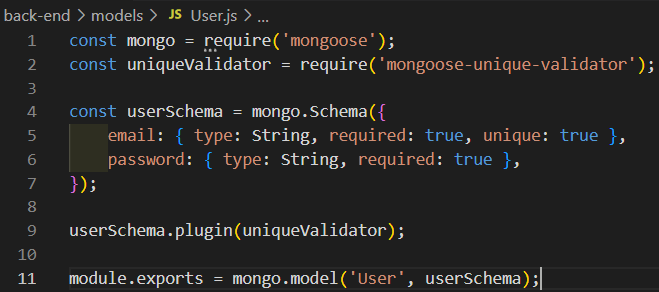 back-end > models > JS User.js > ...
1 const mongo = require('mongoose');
2 const uniqueValidator = require('mongoose-unique-validator');
3
4 const userSchema = mongo.Schema({
5     email: { type: String, required: true, unique: true },
6     password: { type: String, required: true },
7 });
8
9 userSchema.plugin(uniqueValidator);
10
11 module.exports = mongo.model('User', userSchema);